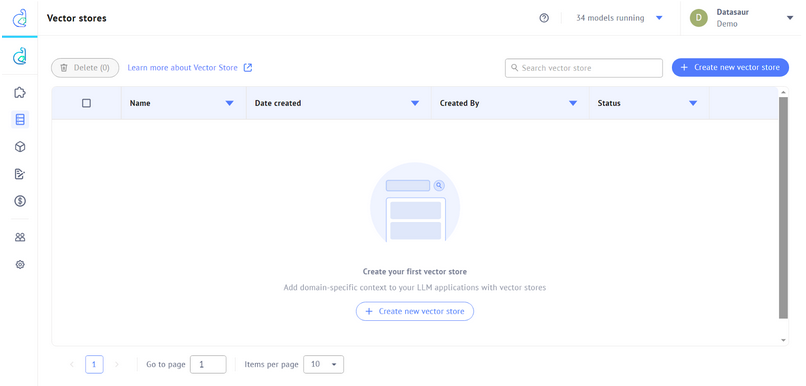 Vector stores
34 models running
D
Datasaur
Demo
Delete (0)
Learn more about Vector Store
Search vector store
Create new vector store
Name
Date created
Created By
Status
Create your first vector store
Add domain-specific context to your LLM applications with vector stores
Create new vector store
1
Go to page
1
Items per page
10